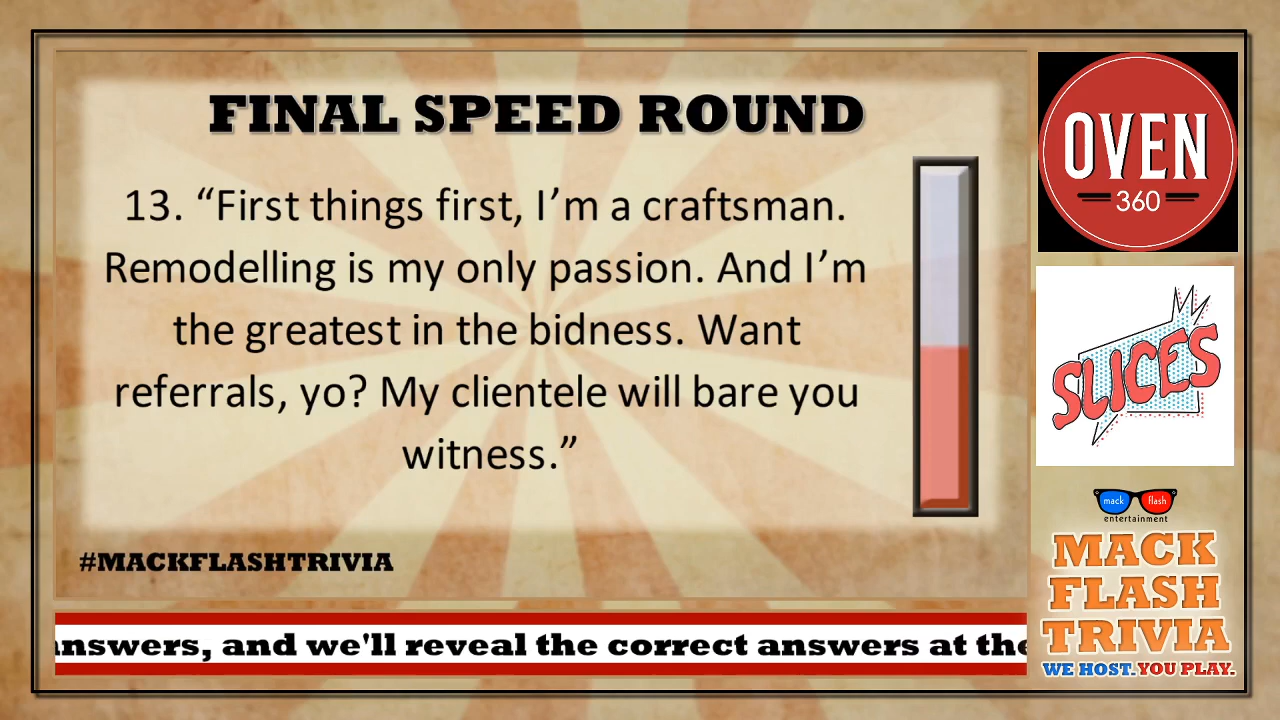 FINAL SPEED ROUND
13. “First things first, I’m a craftsman.
Remodelling is my only passion. And I’m
the greatest in the bidness. Want
referrals, yo? My clientele will bare you
witness.”
#MACKFLASHTRIVIA
answers, and we'll reveal the correct answers at the
OVEN
360
SLICES
mack flash
entertainment
MACK
FLASH
TRIVIA
WE HOST. YOU PLAY.